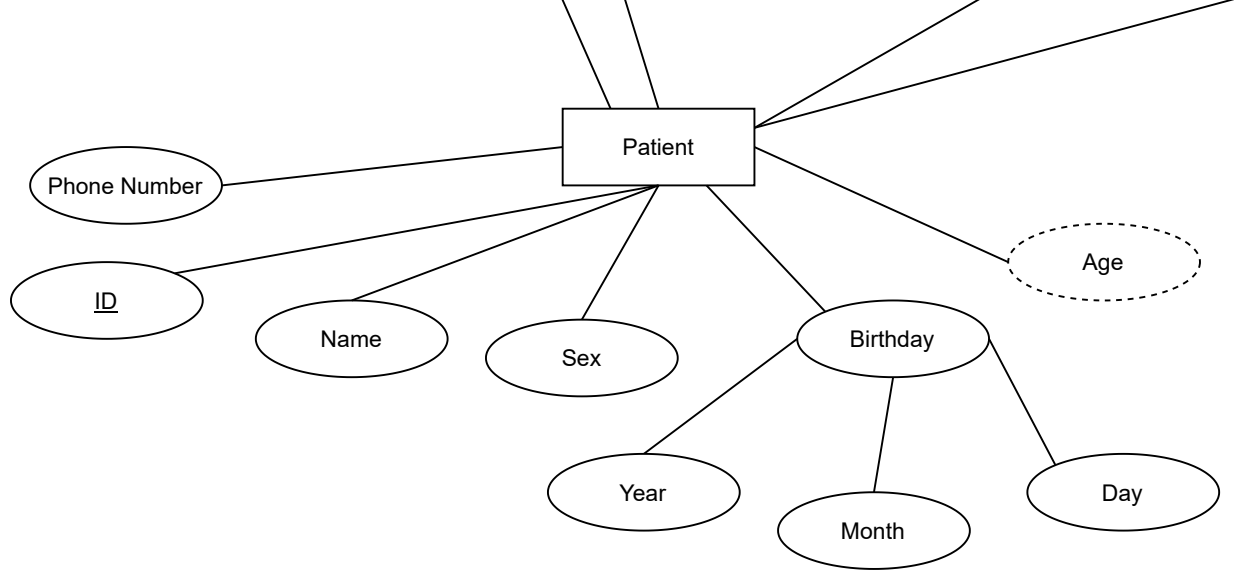 Patient
Phone Number
Age
ID
Name
Sex
Birthday
Year
Month
Day